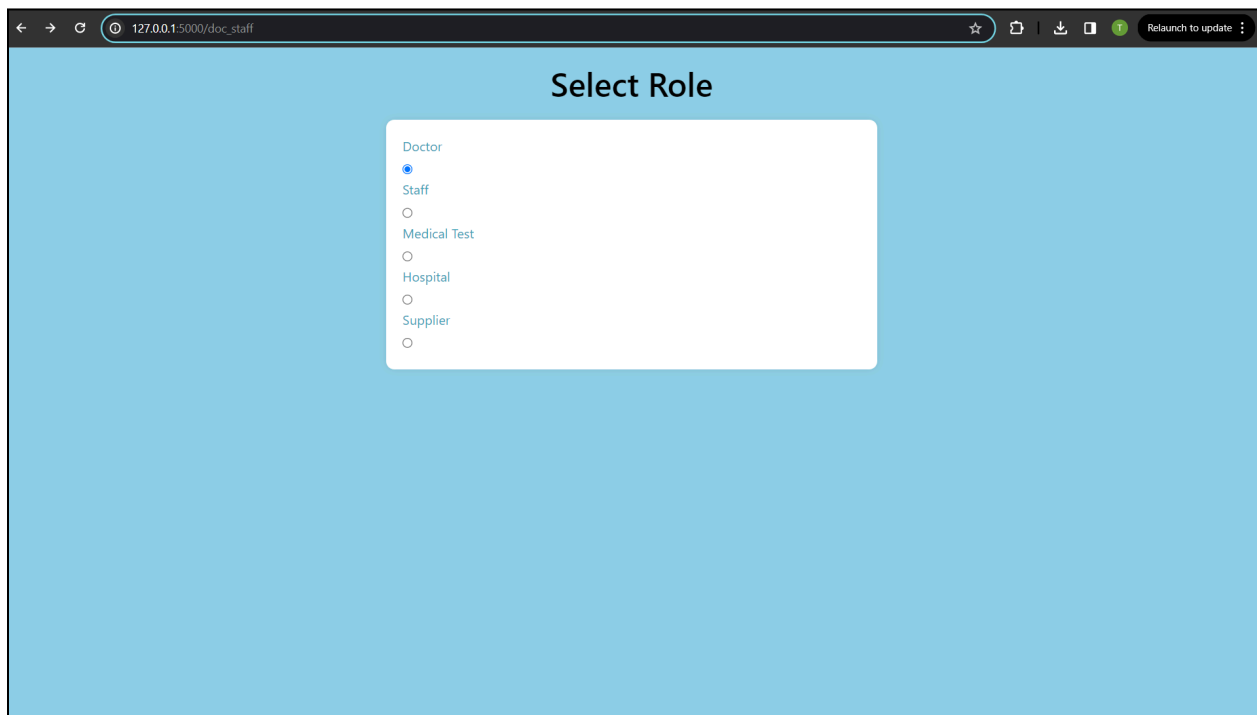 127.0.0.1:5000/doc_staff
T
Relaunch to update
Select Role
Doctor
Staff
Medical Test
Hospital
Supplier